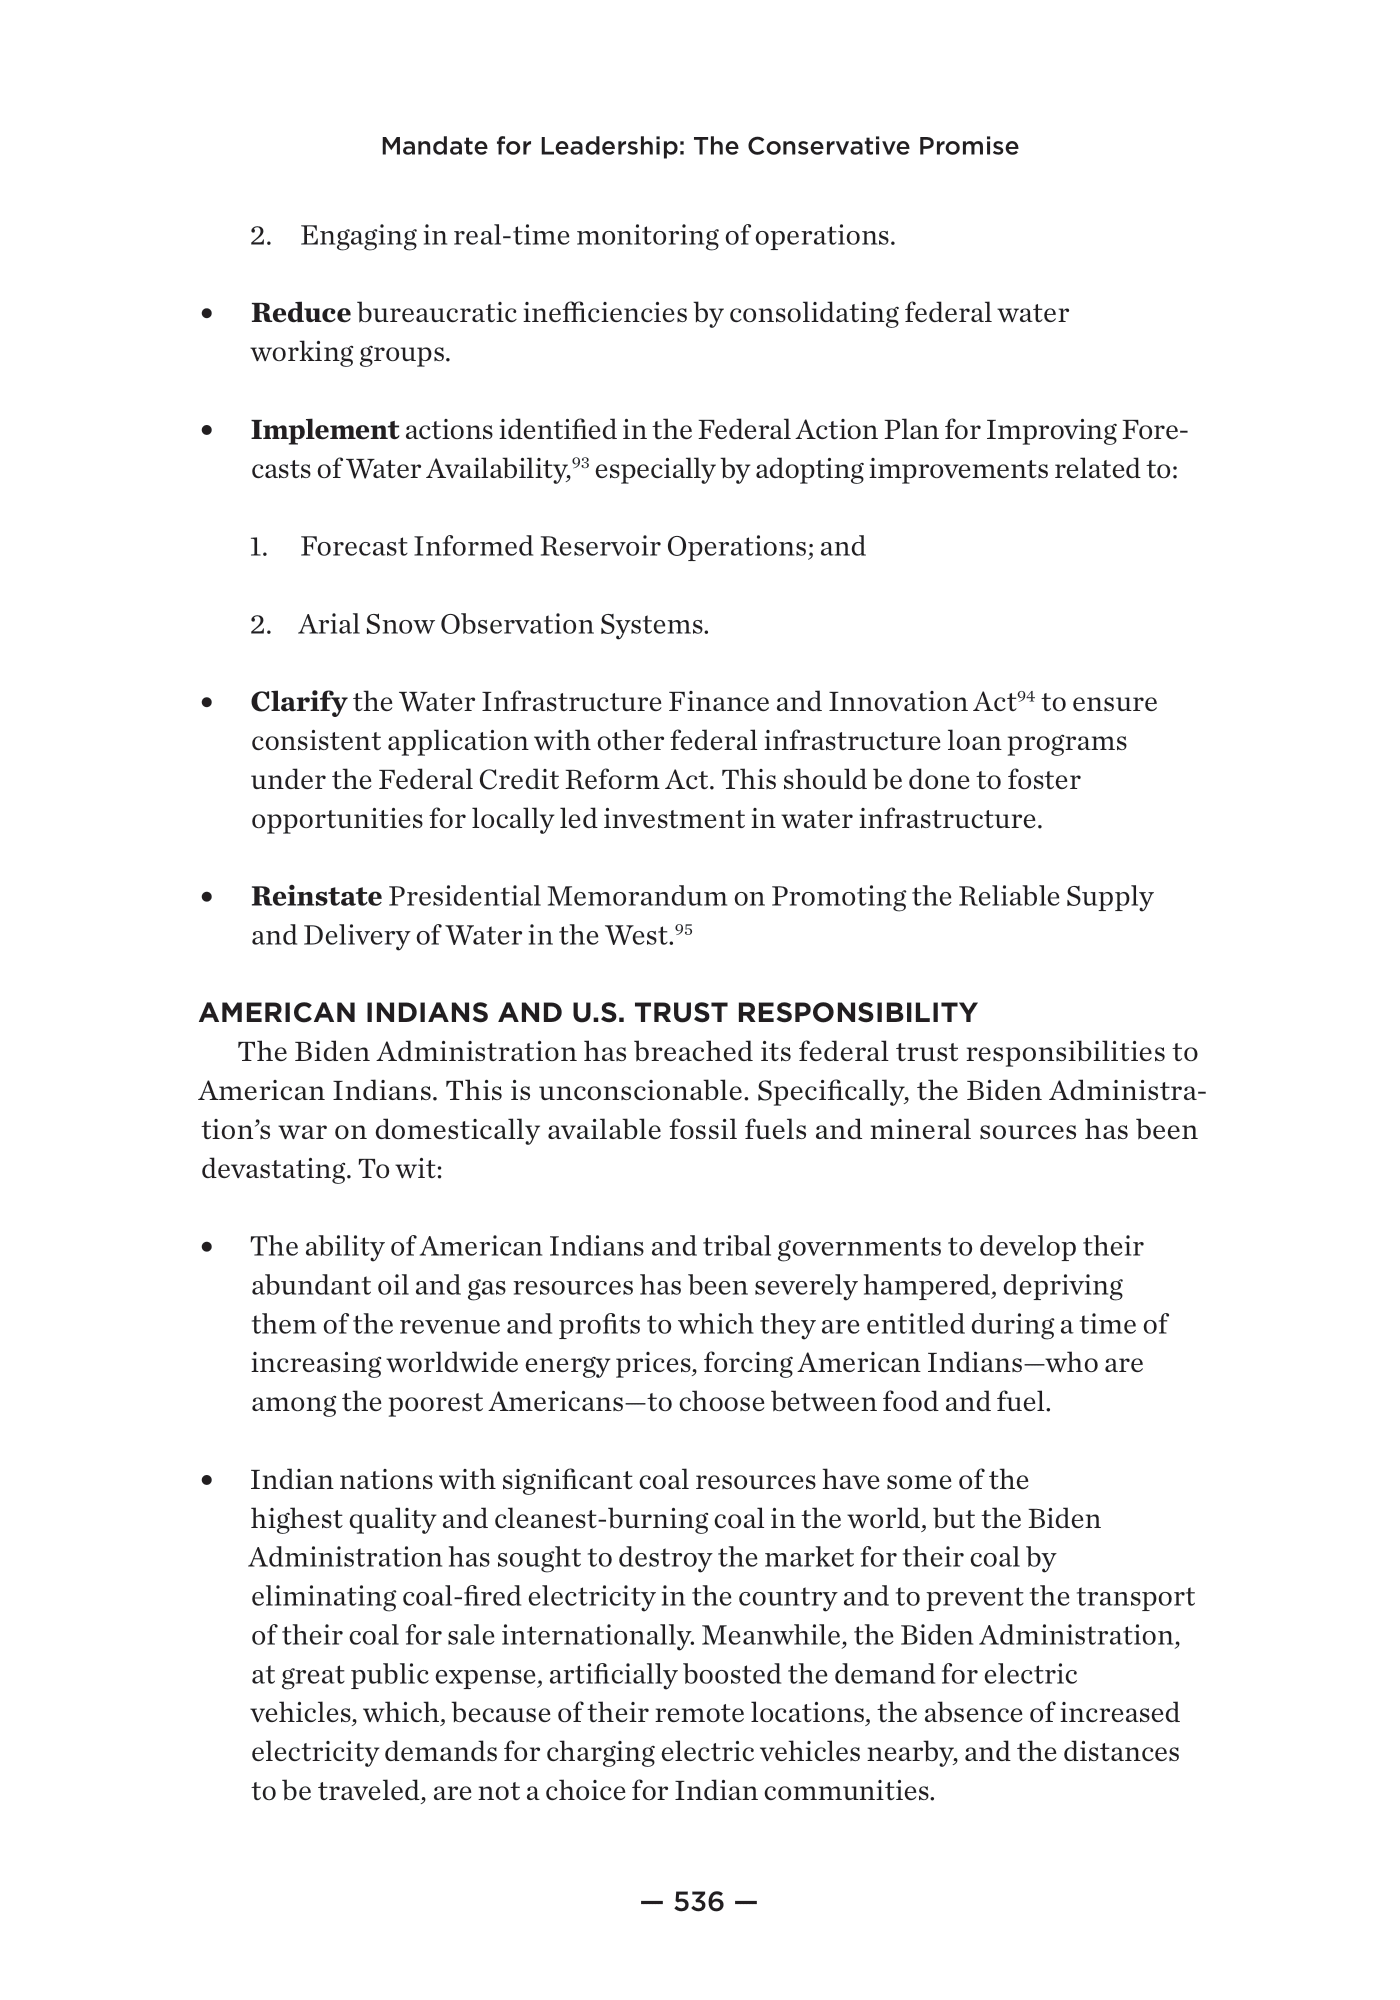 Mandate for Leadership: The Conservative Promise
2. Engaging in real-time monitoring of operations.
• Reduce bureaucratic inefficiencies by consolidating federal water
working groups.
• Implement actions identified in the Federal Action Plan for Improving Fore-
casts of Water Availability,93 especially by adopting improvements related to:
1. Forecast Informed Reservoir Operations; and
2. Arial Snow Observation Systems.
• Clarify the Water Infrastructure Finance and Innovation Act94 to ensure
consistent application with other federal infrastructure loan programs
under the Federal Credit Reform Act. This should be done to foster
opportunities for locally led investment in water infrastructure.
• Reinstate Presidential Memorandum on Promoting the Reliable Supply
and Delivery of Water in the West.95
AMERICAN INDIANS AND U.S. TRUST RESPONSIBILITY
The Biden Administration has breached its federal trust responsibilities to
American Indians. This is unconscionable. Specifically, the Biden Administra-
tion’s war on domestically available fossil fuels and mineral sources has been
devastating. To wit:
• The ability of American Indians and tribal governments to develop their
abundant oil and gas resources has been severely hampered, depriving
them of the revenue and profits to which they are entitled during a time of
increasing worldwide energy prices, forcing American Indians—who are
among the poorest Americans—to choose between food and fuel.
• Indian nations with significant coal resources have some of the
highest quality and cleanest-burning coal in the world, but the Biden
Administration has sought to destroy the market for their coal by
eliminating coal-fired electricity in the country and to prevent the transport
of their coal for sale internationally. Meanwhile, the Biden Administration,
at great public expense, artificially boosted the demand for electric
vehicles, which, because of their remote locations, the absence of increased
electricity demands for charging electric vehicles nearby, and the distances
to be traveled, are not a choice for Indian communities.
— 536 —